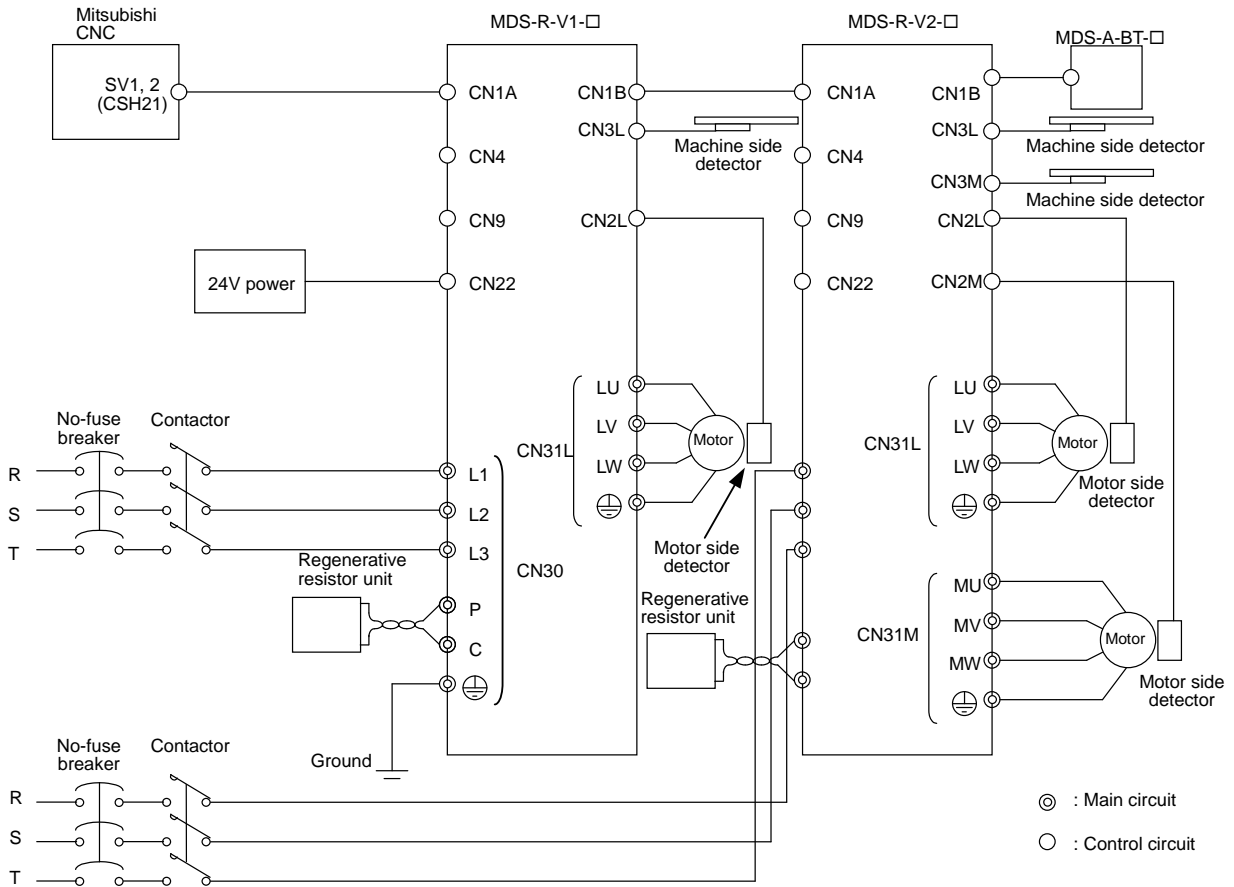 Mitsubishi
CNC
MDS-R-V1-□
MDS-R-V2-□
MDS-A-BT-□
SV1, 2
(CSH21)
CN1A
CN1B
CN1A
CN1B
CN3L
CN3L
Machine side
detector
Machine side detector
CN4
CN4
CN3M
Machine side detector
CN9
CN2L
CN9
CN2L
24V power
CN22
CN22
CN2M
LU
LV
LW
CN31L
Motor
LU
LV
LW
CN31L
Motor
Motor side
detector
No-fuse
breaker
Contactor
R
S
T
L1
L2
L3
CN30
Motor side
detector
Regenerative
resistor unit
P
C
Regenerative
resistor unit
MU
MV
MW
CN31M
Motor
Motor side
detector
Ground
No-fuse
breaker
Contactor
R
S
T
: Main circuit
: Control circuit